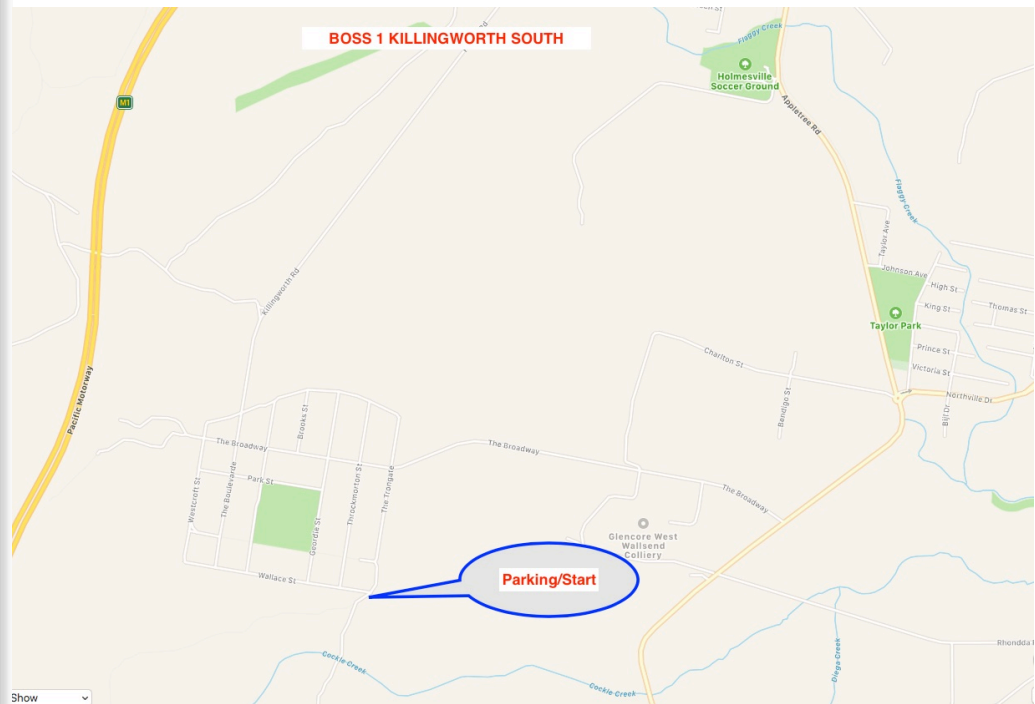 BOSS 1 KILLINGWORTH SOUTH
Flaggy Creek
Holmesville
Soccer Ground
M1
Appletree Rd
Flaggy Creek
Taylor Ave
Johnson Ave
High St
Killingworth Rd
King St
Thomas St
Taylor Park
Prince St
Charlton St
Victoria St
Pacific Motorway
Northville Dr
Bendigo St
Bijl Dr
Brooks St
The Broadway
The Broadway
Park St
Westcroft St
The Boulevarde
Throckmorton St
The Trongate
The Broadway
Geordie St
Glencore West
Wallsend
Colliery
Wallace St
Parking/Start
Rhondda
Cockle Creek
Diega Creek
Cockle Creek
Show